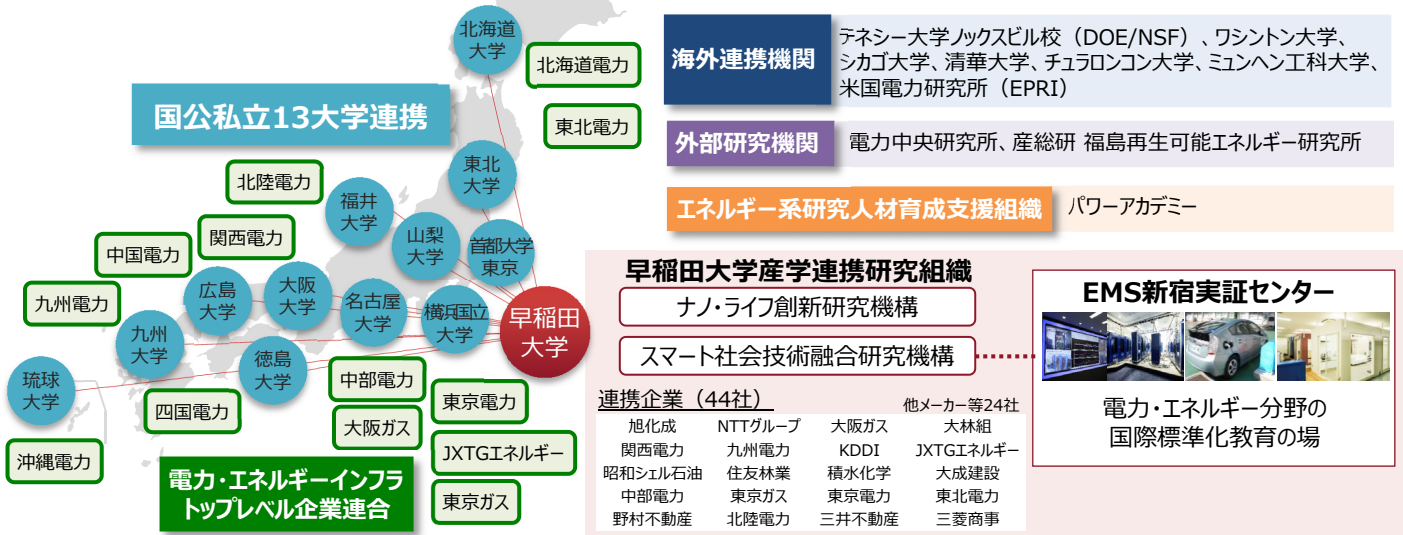 国公私立13大学連携
北海道
大学
北海道電力
東北電力
東北
大学
北陸電力
福井
大学
関西電力
山梨
大学
首都大学
東京
中国電力
九州電力
広島
大学
大阪
大学
名古屋
大学
横浜国立
大学
早稲田
大学
九州
大学
徳島
大学
琉球
大学
四国電力
中部電力
大阪ガス
東京電力
JXTGエネルギー
東京ガス
沖縄電力
電力・エネルギーインフラ
トップレベル企業連合
海外連携機関
テネシー大学ノックスビル校（DOE/NSF）、ワシントン大学、
シカゴ大学、清華大学、チュラロンコン大学、ミュンヘン工科大学、
米国電力研究所（EPRI）
外部研究機関
電力中央研究所、産総研 福島再生可能エネルギー研究所
エネルギー系研究人材育成支援組織
パワーアカデミー
早稲田大学産学連携研究組織
ナノ・ライフ創新研究機構
スマート社会技術融合研究機構
連携企業（44社）
他メーカー等24社
旭化成 NTTグループ 大阪ガス 大林組
関西電力 九州電力 KDDI JXTGエネルギー
昭和シェル石油 住友林業 積水化学 大成建設
中部電力 東京ガス 東京電力 東北電力
野村不動産 北陸電力 三井不動産 三菱商事
EMS新宿実証センター
電力・エネルギー分野の
国際標準化教育の場